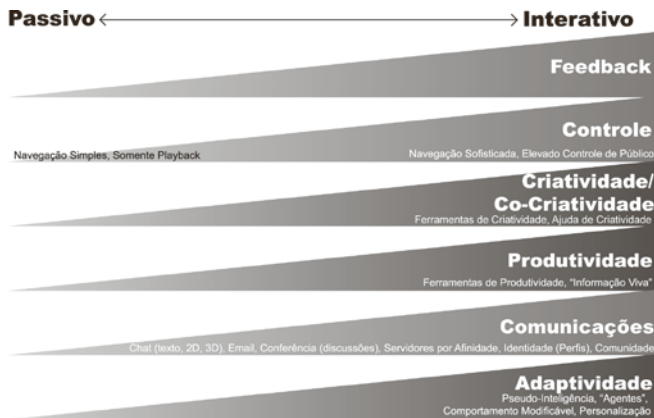 Passivo Interativo
Feedback
Controle
Navegação Simples, Somente Playback Navegação Sofisticada, Elevado Controle de Público
Criatividade/
Co-Criatividade
Ferramentas de Criatividade, Ajuda de Criatividade
Produtividade
Ferramentas de Produtividade, "Informação Viva"
Comunicações
Chat (texto, 2D, 3D), Email, Conferência (discussões), Servidores por Afinidade, Identidade (Perfis), Comunidade
Adaptividade
Pseudo-Inteligência, "Agentes",
Comportamento Modificável, Personalização